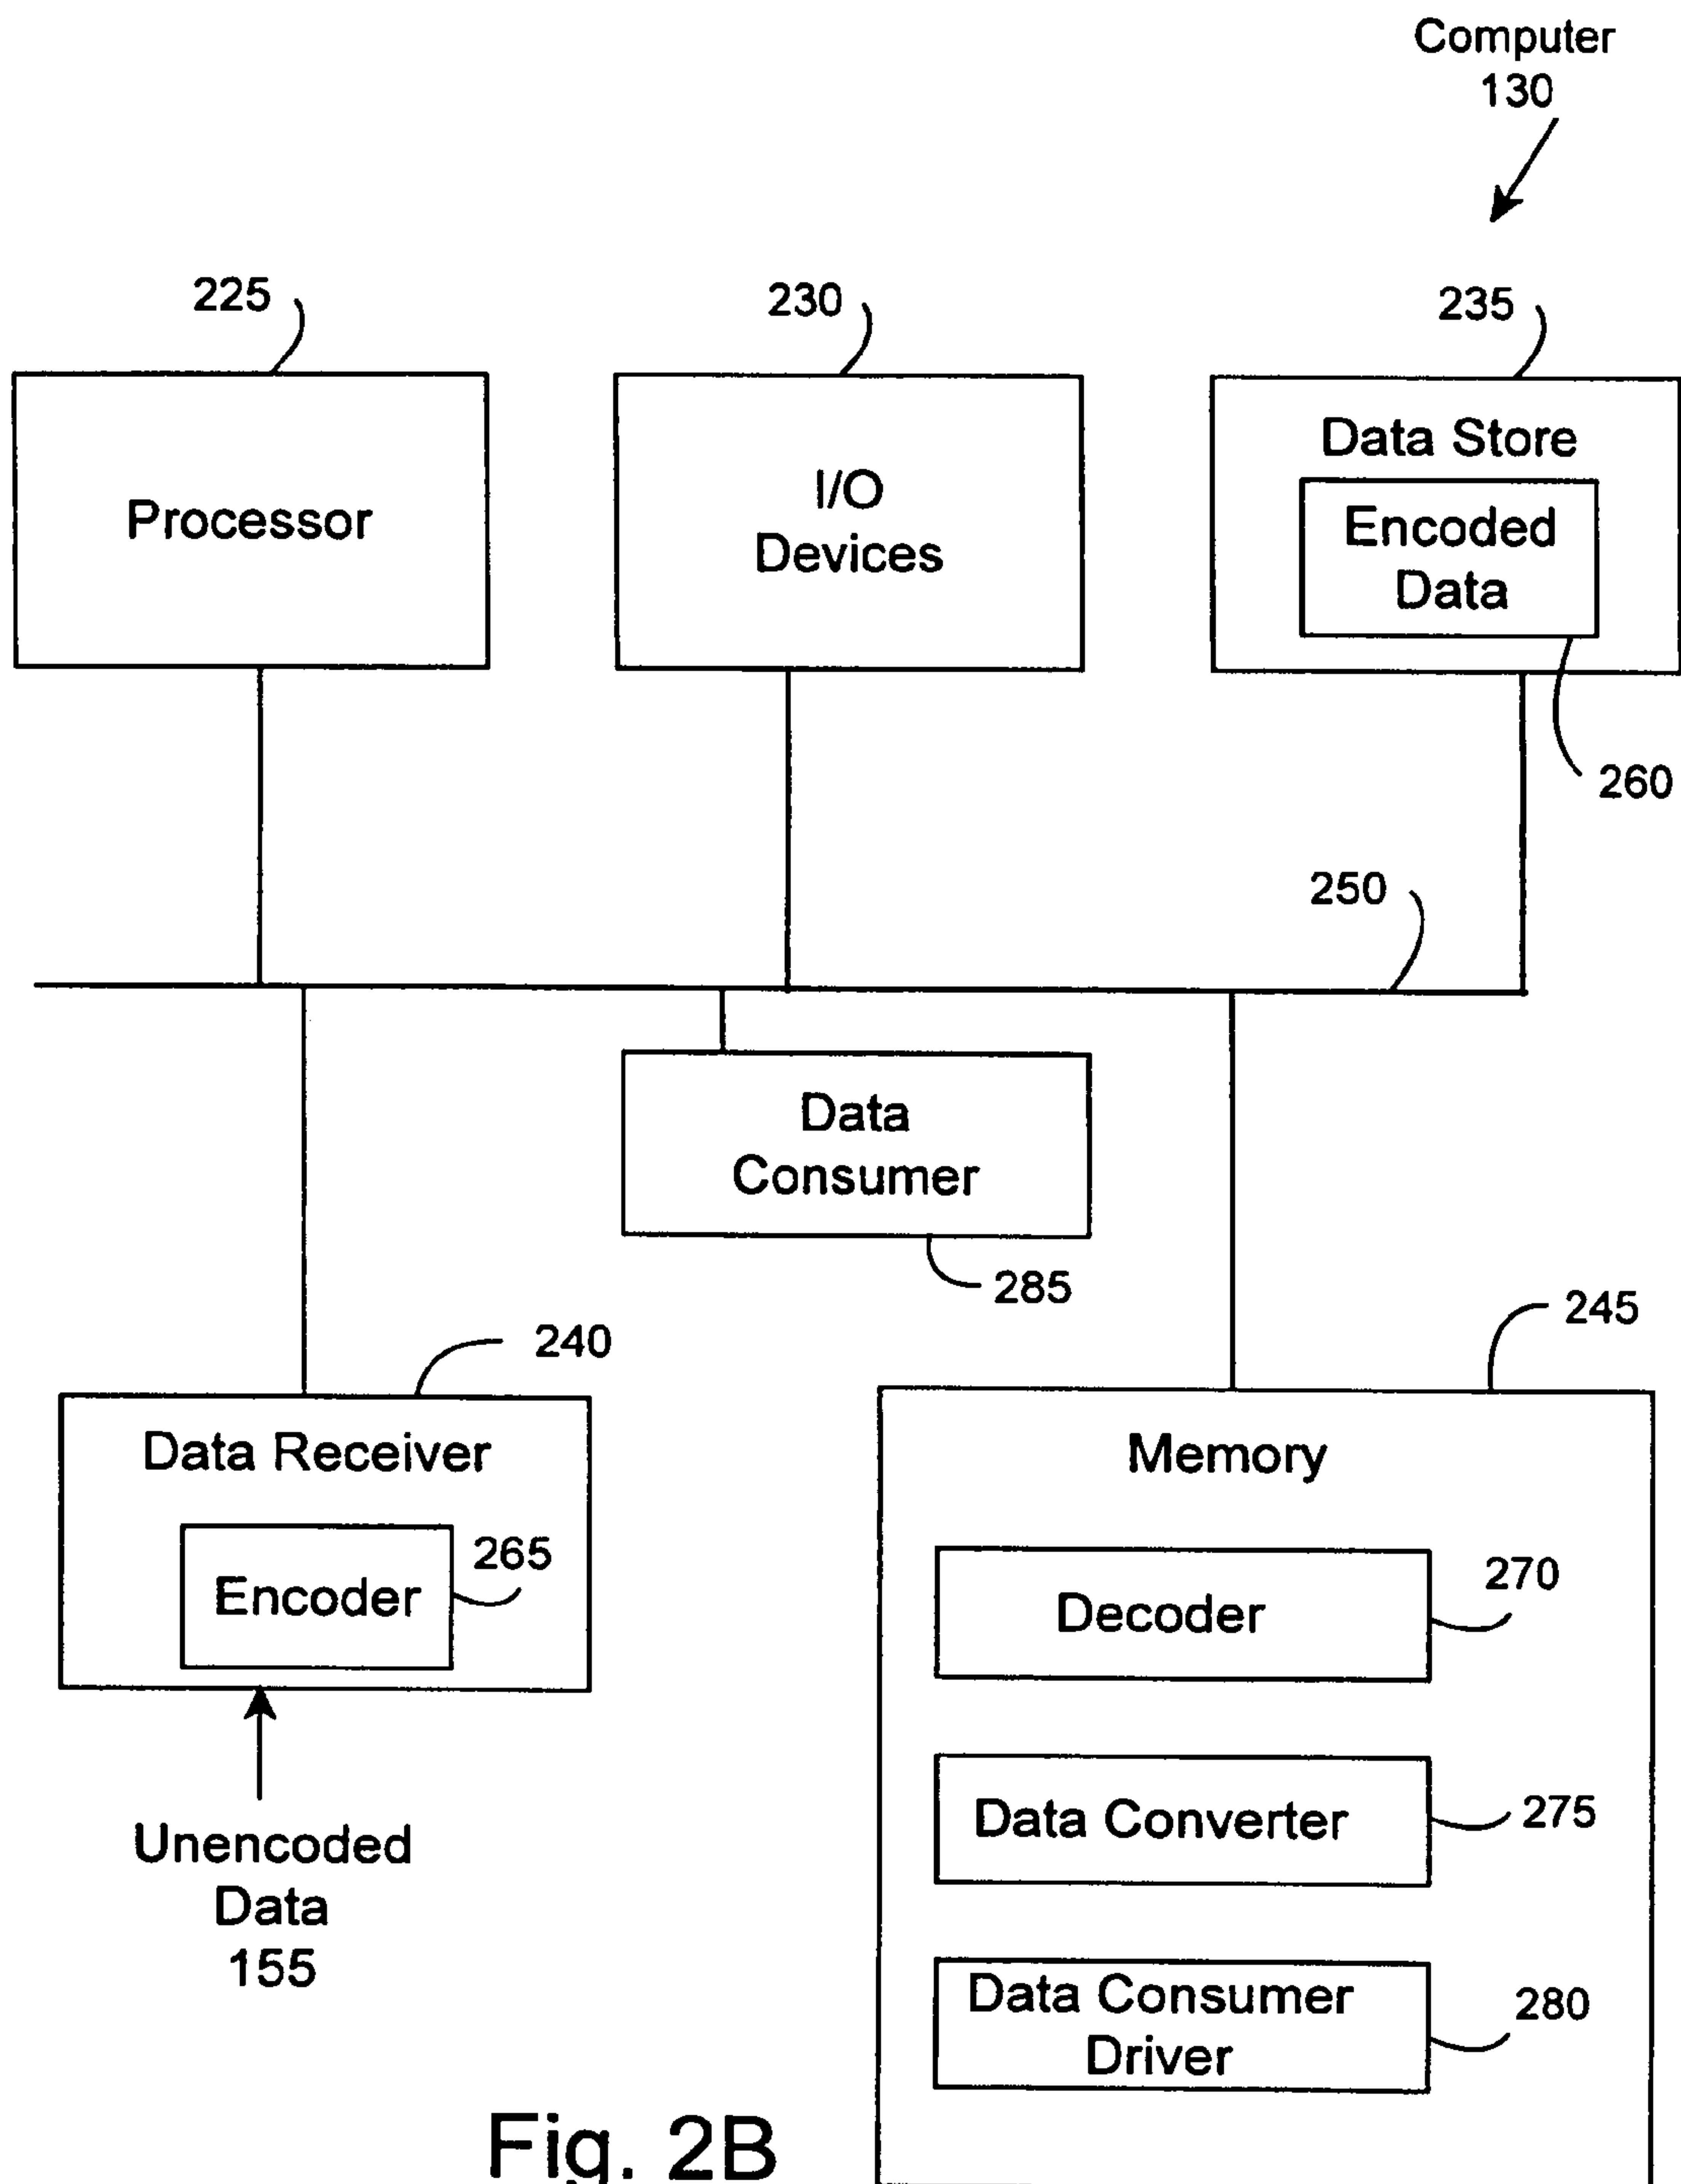 Computer
130
225
230
235
Processor
I/O
Devices
Data Store
Encoded
Data
260
250
Data
Consumer
285
240
245
Data Receiver
Encoder
265
Unencoded
Data
155
Memory
Decoder
270
Data Converter
275
Data Consumer
Driver
280
Fig. 2B